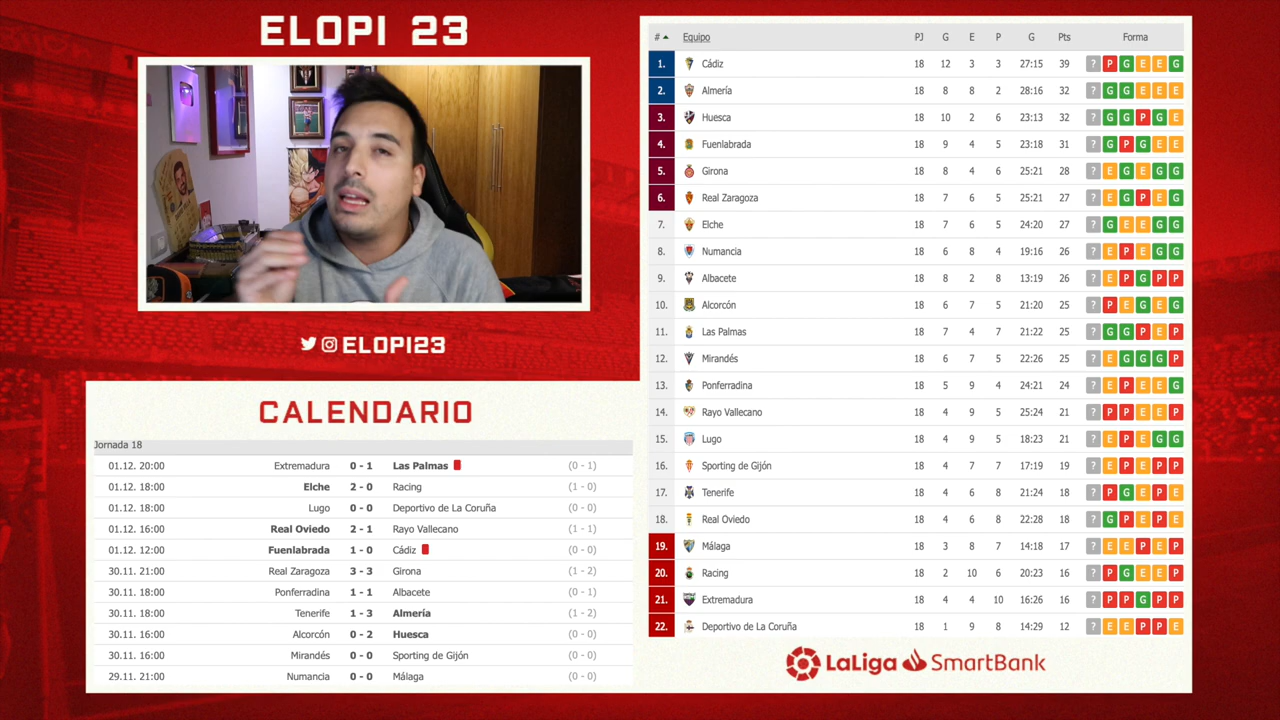 ELOPI 23
ELOPI23
CALENDARIO
Jornada 18
01.12. 20:00 Extremadura 0 - 1 Las Palmas (0 - 1)
01.12. 18:00 Elche 2 - 0 Racing (1 - 0)
01.12. 18:00 Lugo 0 - 0 Deportivo de La Coruña (0 - 0)
01.12. 16:00 Real Oviedo 2 - 1 Rayo Vallecano (1 - 1)
01.12. 12:00 Fuenlabrada 1 - 0 Cádiz (0 - 0)
30.11. 21:00 Real Zaragoza 3 - 3 Girona (1 - 2)
30.11. 18:00 Ponferradina 1 - 1 Albacete (0 - 1)
30.11. 18:00 Tenerife 1 - 3 Almería (1 - 2)
30.11. 16:00 Alcorcón 0 - 2 Huesca (0 - 0)
30.11. 16:00 Mirandés 0 - 0 Sporting de Gijón (0 - 0)
29.11. 21:00 Numancia 0 - 0 Málaga (0 - 0)
# Equipo PJ G E P G Pts Forma
1. Cádiz 18 12 3 3 27:15 39 ? P G E E G
2. Almería 18 8 8 2 28:16 32 ? G G E E E
3. Huesca 18 10 2 6 23:13 32 ? G G P G E
4. Fuenlabrada 18 9 4 5 23:18 31 ? G P G E E
5. Girona 18 8 4 6 25:21 28 ? E G E G G
6. Real Zaragoza 18 7 6 5 25:21 27 ? E G P E G
7. Elche 18 7 6 5 24:20 27 ? G E E G G
8. Numancia 18 6 8 4 19:16 26 ? E P E G G
9. Albacete 18 8 2 8 13:19 26 ? E P G P P
10. Alcorcón 18 6 7 5 21:20 25 ? P E G E G
11. Las Palmas 18 7 4 7 21:22 25 ? G G P E P
12. Mirandés 18 6 7 5 22:26 25 ? E G G G P
13. Ponferradina 18 5 9 4 24:21 24 ? E P E E G
14. Rayo Vallecano 18 4 9 5 25:24 21 ? P P E E P
15. Lugo 18 4 9 5 18:23 21 ? E P E G G
16. Sporting de Gijón 18 4 7 7 17:19 19 ? E P E P P
17. Tenerife 18 4 6 8 21:24 18 ? P G E P E
18. Real Oviedo 18 4 6 8 22:28 18 ? G P E P E
19. Málaga 18 3 8 7 14:18 17 ? E E P E P
20. Racing 18 2 10 6 20:23 16 ? P G E E P
21. Extremadura 18 4 4 10 16:26 16 ? P P G P P
22. Deportivo de La Coruña 18 1 9 8 14:29 12 ? E E P P E
LaLiga SmartBank